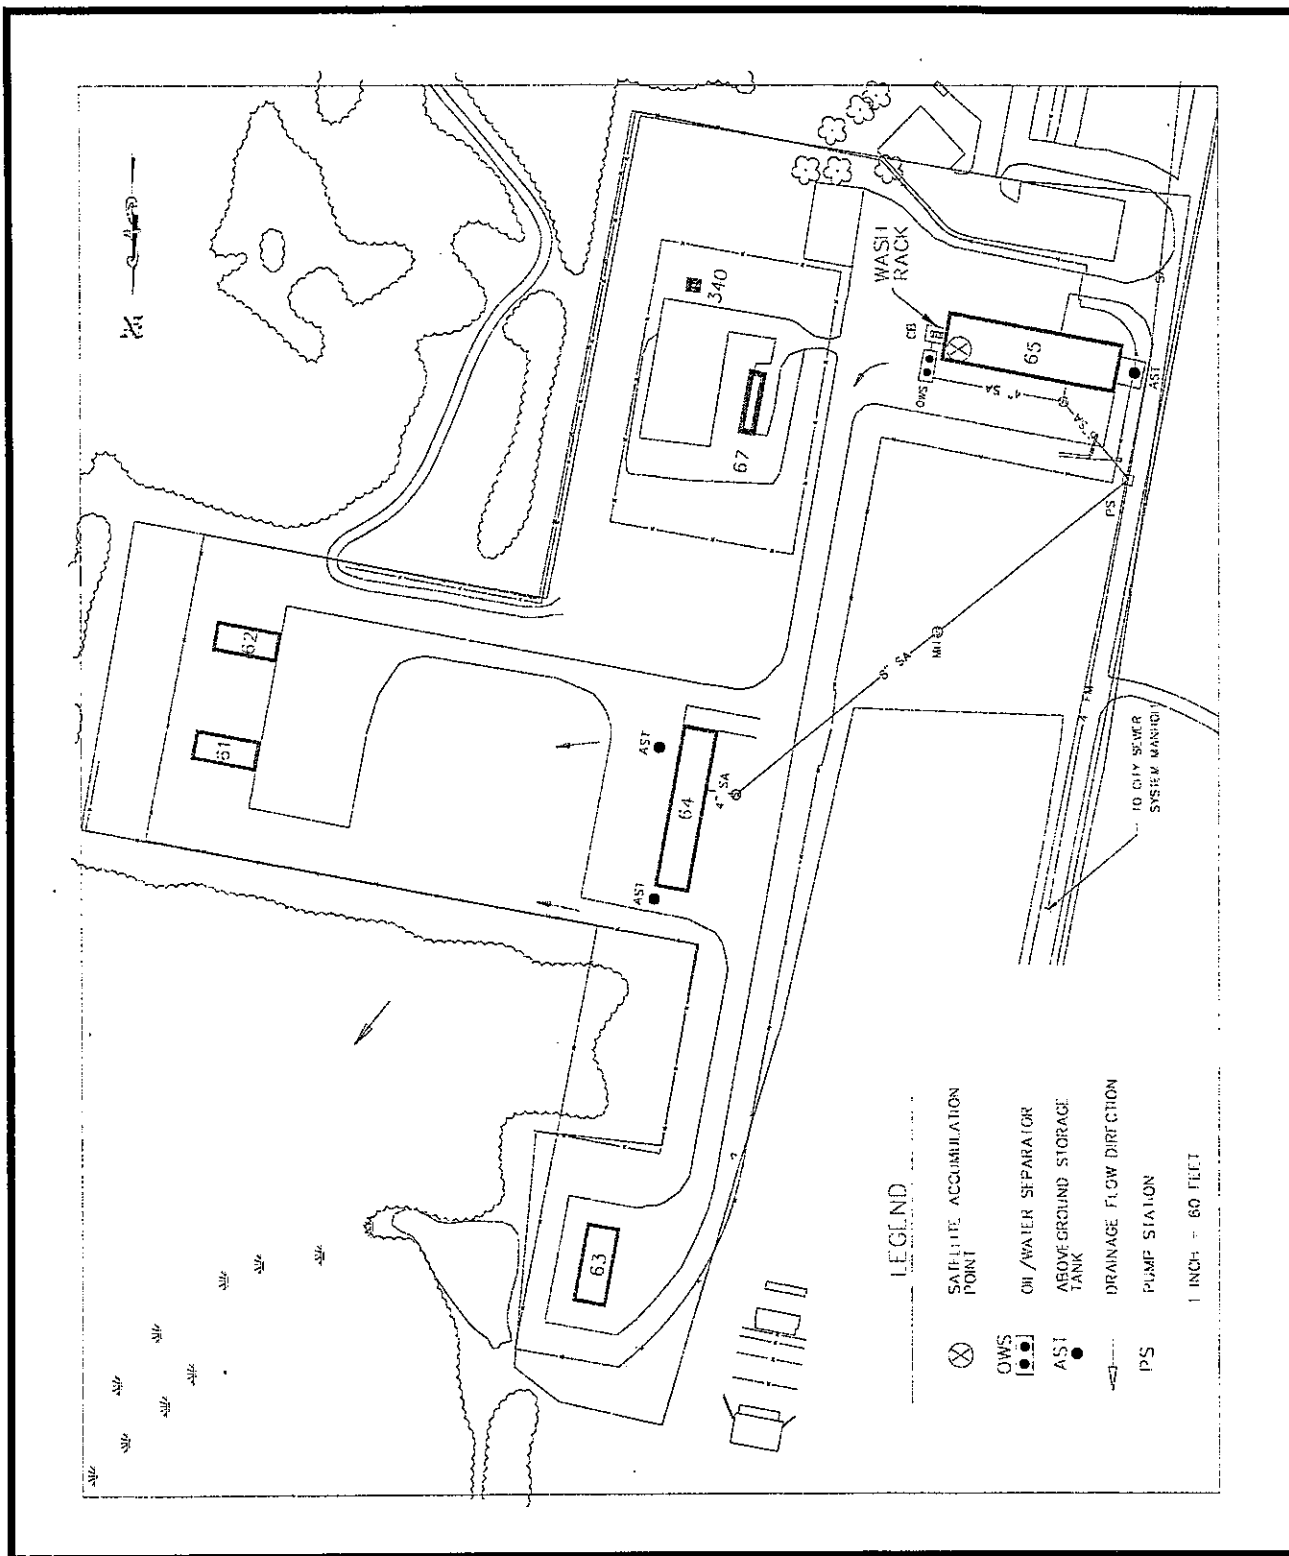 WASH
RACK
340
67
65
CB
OWS
4" SA
AST
PS
MH
8" SA
FM
TO CITY SEWER
SYSTEM MANHOLE
62
61
AST
64
4" SA
AST
63
LEGEND
SATELLITE ACCUMULATION
POINT
OWS
OIL/WATER SEPARATOR
AST
ABOVEGROUND STORAGE
TANK
DRAINAGE FLOW DIRECTION
PS
PUMP STATION
1 INCH = 60 FEET